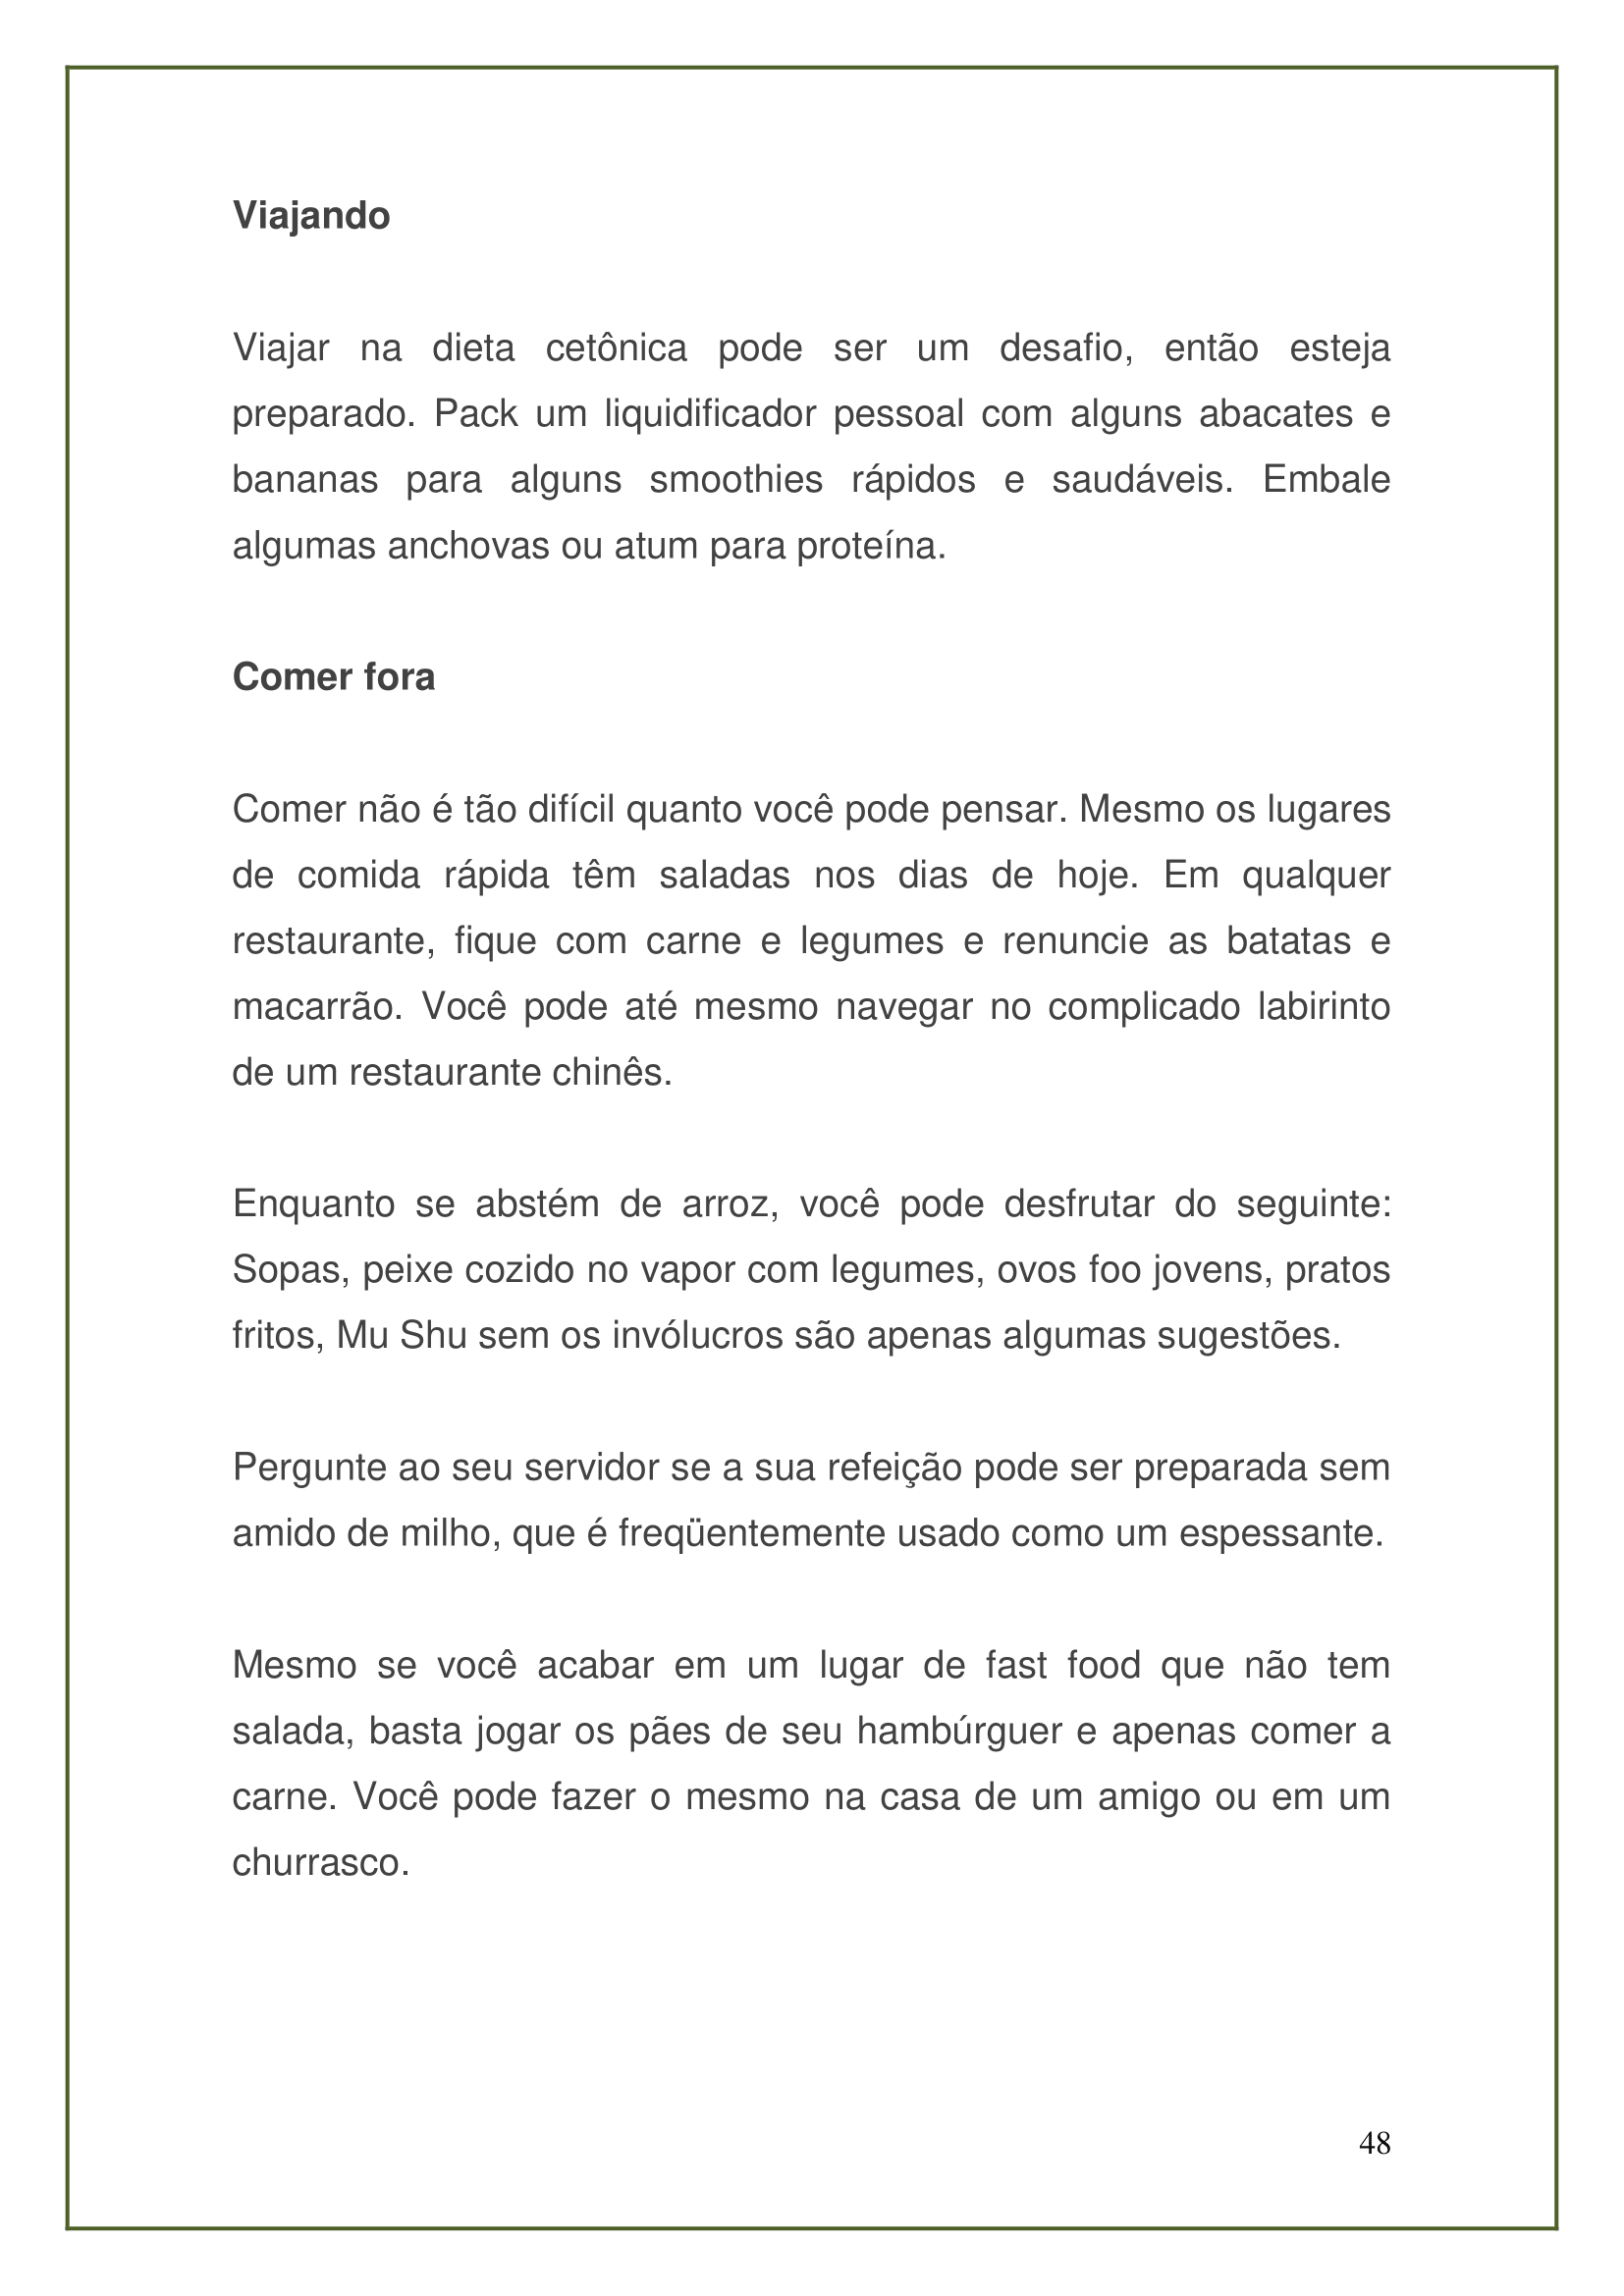 Viajando
Viajar na dieta cetônica pode ser um desafio, então esteja
preparado. Pack um liquidificador pessoal com alguns abacates e
bananas para alguns smoothies rápidos e saudáveis. Embale
algumas anchovas ou atum para proteína.
Comer fora
Comer não é tão difícil quanto você pode pensar. Mesmo os lugares
de comida rápida têm saladas nos dias de hoje. Em qualquer
restaurante, fique com carne e legumes e renuncie as batatas e
macarrão. Você pode até mesmo navegar no complicado labirinto
de um restaurante chinês.
Enquanto se abstém de arroz, você pode desfrutar do seguinte:
Sopas, peixe cozido no vapor com legumes, ovos foo jovens, pratos
fritos, Mu Shu sem os invólucros são apenas algumas sugestões.
Pergunte ao seu servidor se a sua refeição pode ser preparada sem
amido de milho, que é freqüentemente usado como um espessante.
Mesmo se você acabar em um lugar de fast food que não tem
salada, basta jogar os pães de seu hambúrguer e apenas comer a
carne. Você pode fazer o mesmo na casa de um amigo ou em um
churrasco.
48